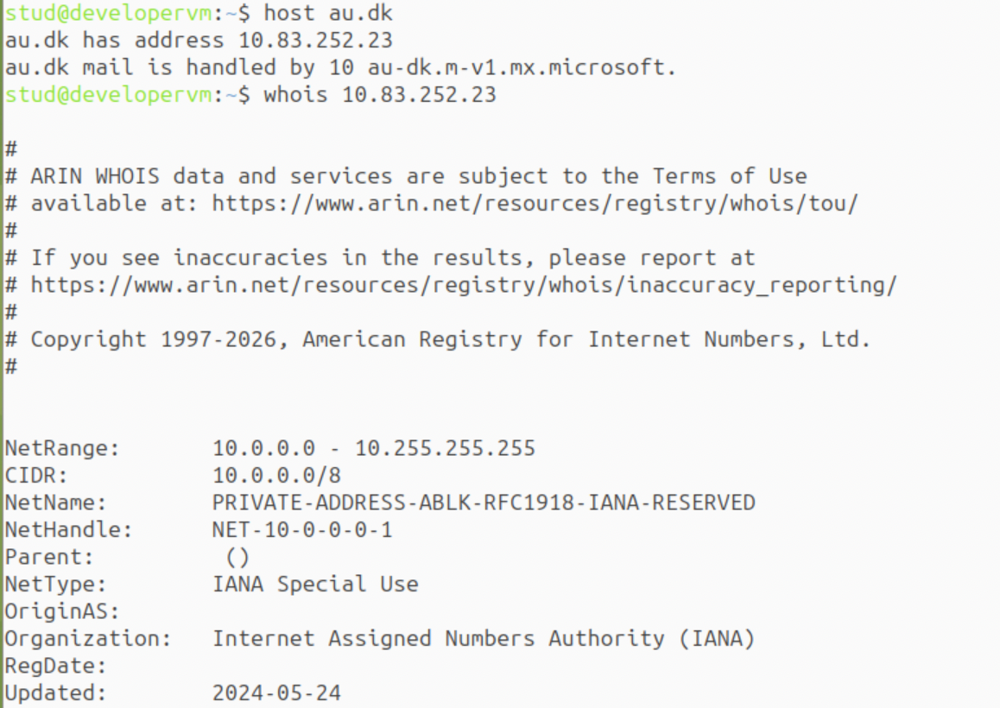 stud@developervm:~$ host au.dk
au.dk has address 10.83.252.23
au.dk mail is handled by 10 au-dk.m-v1.mx.microsoft.
stud@developervm:~$ whois 10.83.252.23
#
# ARIN WHOIS data and services are subject to the Terms of Use
# available at: https://www.arin.net/resources/registry/whois/tou/
#
# If you see inaccuracies in the results, please report at
# https://www.arin.net/resources/registry/whois/inaccuracy_reporting/
#
# Copyright 1997-2026, American Registry for Internet Numbers, Ltd.
#
NetRange:       10.0.0.0 - 10.255.255.255
CIDR:           10.0.0.0/8
NetName:        PRIVATE-ADDRESS-ABLK-RFC1918-IANA-RESERVED
NetHandle:      NET-10-0-0-0-1
Parent:          ()
NetType:        IANA Special Use
OriginAS:
Organization:   Internet Assigned Numbers Authority (IANA)
RegDate:
Updated:        2024-05-24